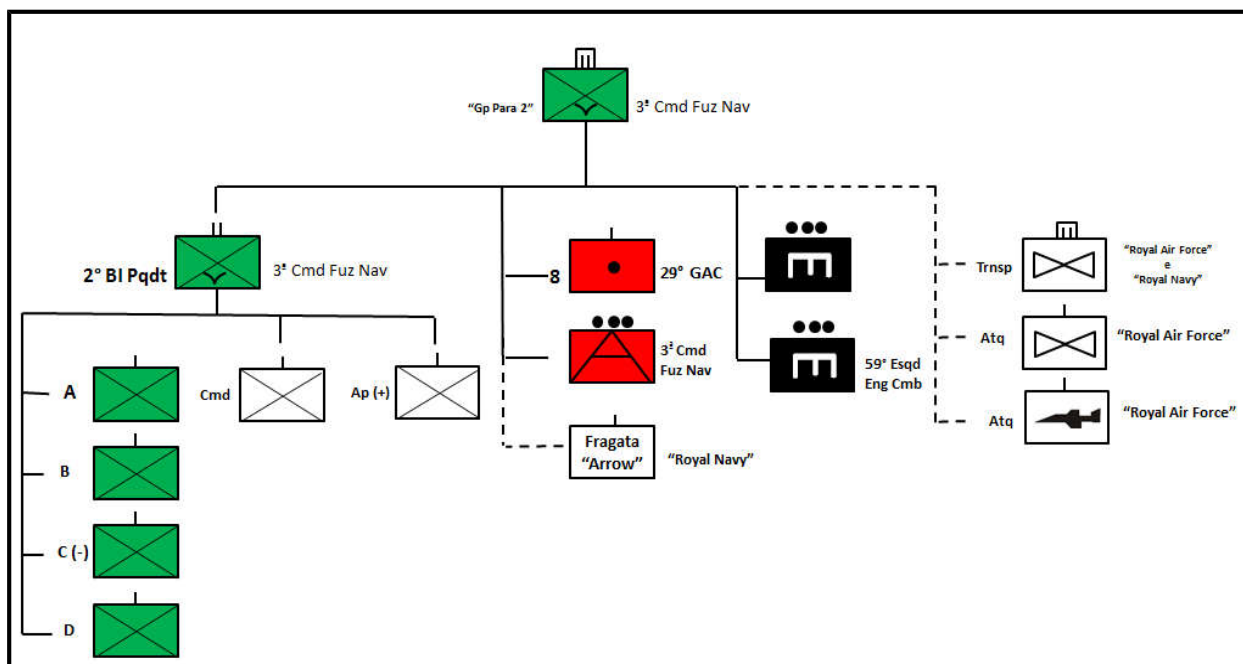 "Gp Para 2"
3ª Cmd Fuz Nav
2° BI Pqdt
3ª Cmd Fuz Nav
8
29° GAC
3ª Cmd
Fuz Nav
59° Esqd
Eng Cmb
Trnsp
"Royal Air Force"
e
"Royal Navy"
Atq
"Royal Air Force"
Atq
"Royal Air Force"
A
Cmd
Ap (+)
Fragata
"Arrow"
"Royal Navy"
B
C (-)
D